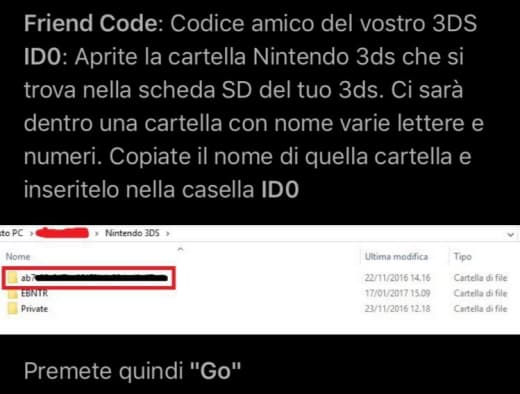 Friend Code: Codice amico del vostro 3DS
ID0: Aprite la cartella Nintendo 3ds che si
trova nella scheda SD del tuo 3ds. Ci sarà
dentro una cartella con nome varie lettere e
numeri. Copiate il nome di quella cartella e
inseritelo nella casella ID0
sto PC > > Nintendo 3DS >
Nome Ultima modifica Tipo
ab7 22/11/2016 14.16 Cartella di file
EBNTR 17/01/2017 15.09 Cartella di file
Private 23/11/2016 12.18 Cartella di file
Premete quindi "Go"